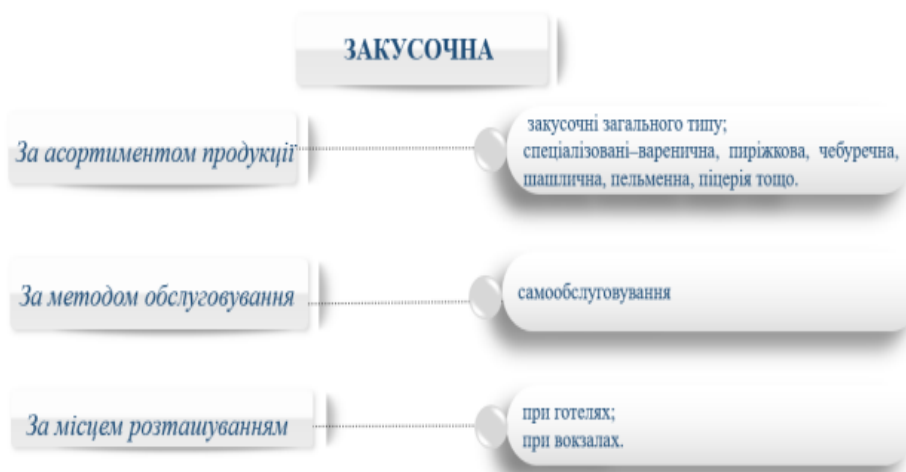 ЗАКУСОЧНА
За асортиментом продукції
закусочні загального типу;
спеціалізовані–варенична, пиріжкова, чебуречна,
шашлична, пельменна, піцерія тощо.
За методом обслуговування
самообслуговування
За місцем розташуванням
при готелях;
при вокзалах.